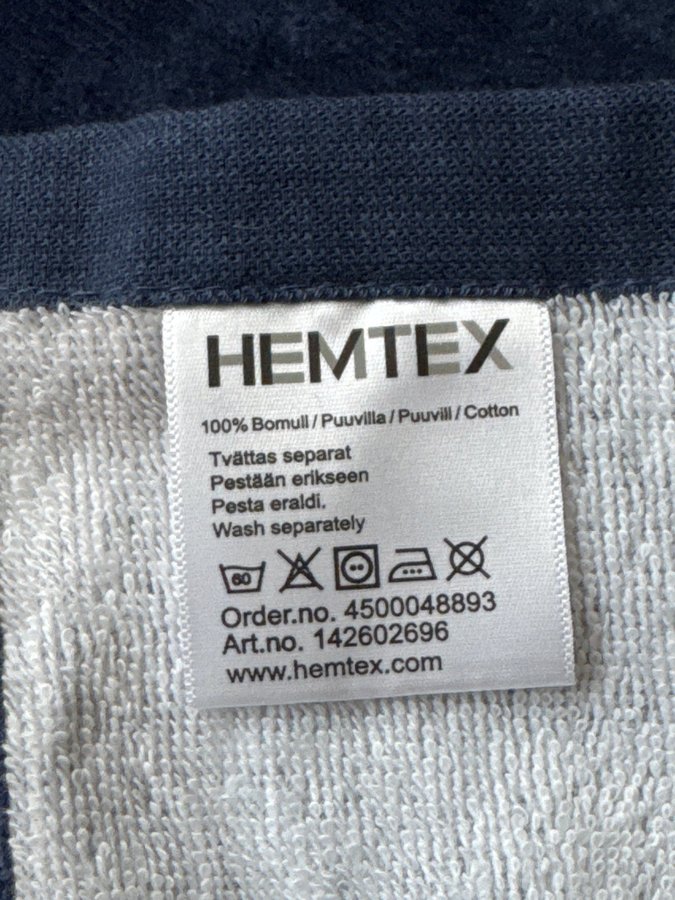 HEMTEX
100% Bomull / Puuvilla / Puuvill / Cotton
Tvättas separat
Pestään erikseen
Pesta eraldi.
Wash separately
60
Order.no. 4500048893
Art.no. 142602696
www.hemtex.com